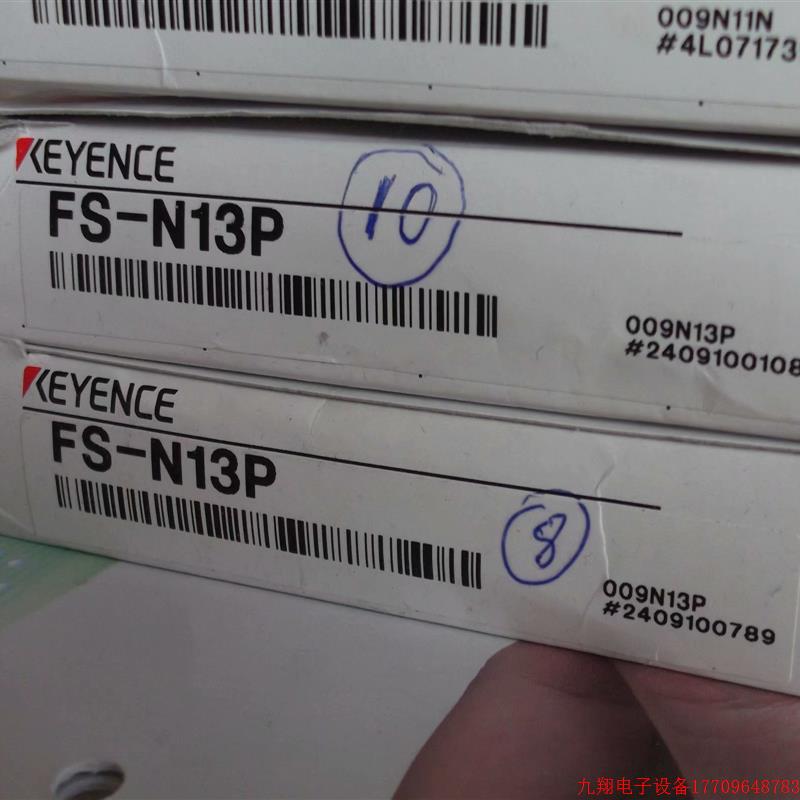 009N11N
#4L07173
KEYENCE
FS-N13P
10
009N13P
#2409100108
KEYENCE
FS-N13P
8
009N13P
#2409100789
九翔电子设备17709648783